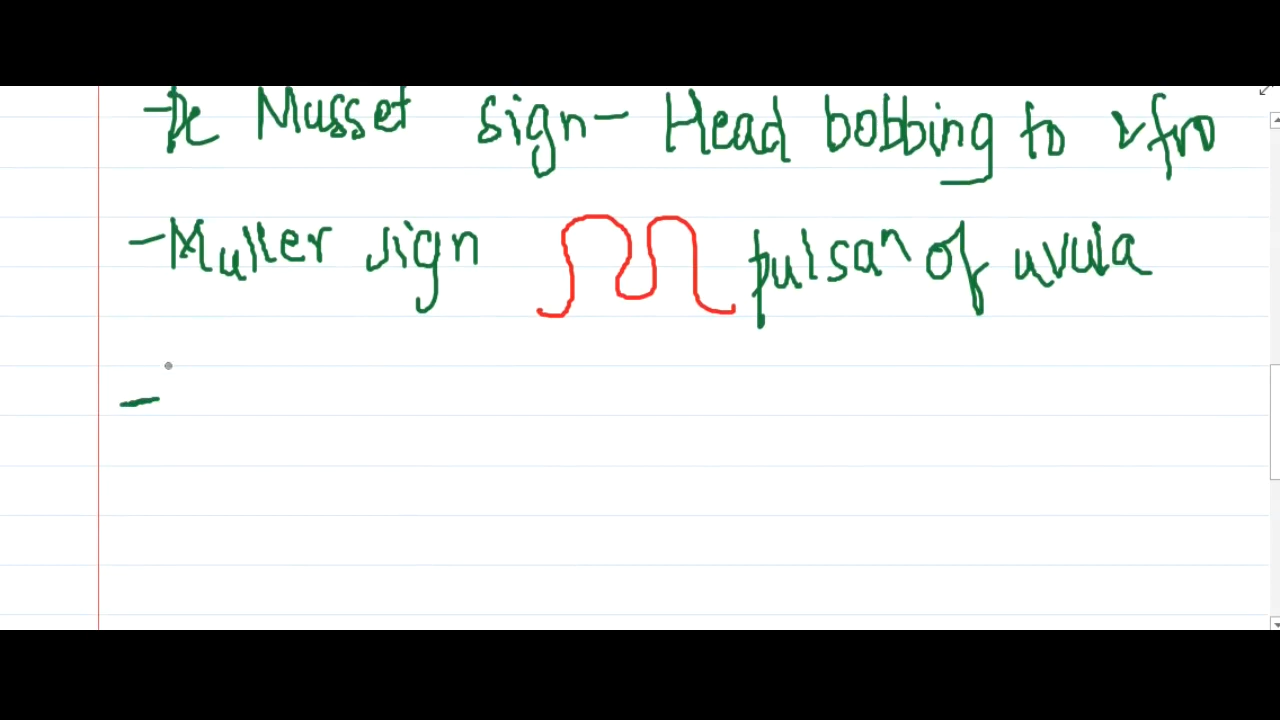 - De Musset sign - Head bobbing to & fro
- Muller sign pulsaⁿ of uvula
-